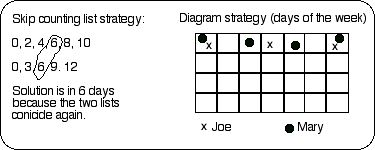 Skip counting list strategy:
0, 2, 4, 6, 8, 10
0, 3, 6, 9. 12
Solution is in 6 days
because the two lists
conicide again.
Diagram strategy (days of the week)
x x x
x Joe
Mary